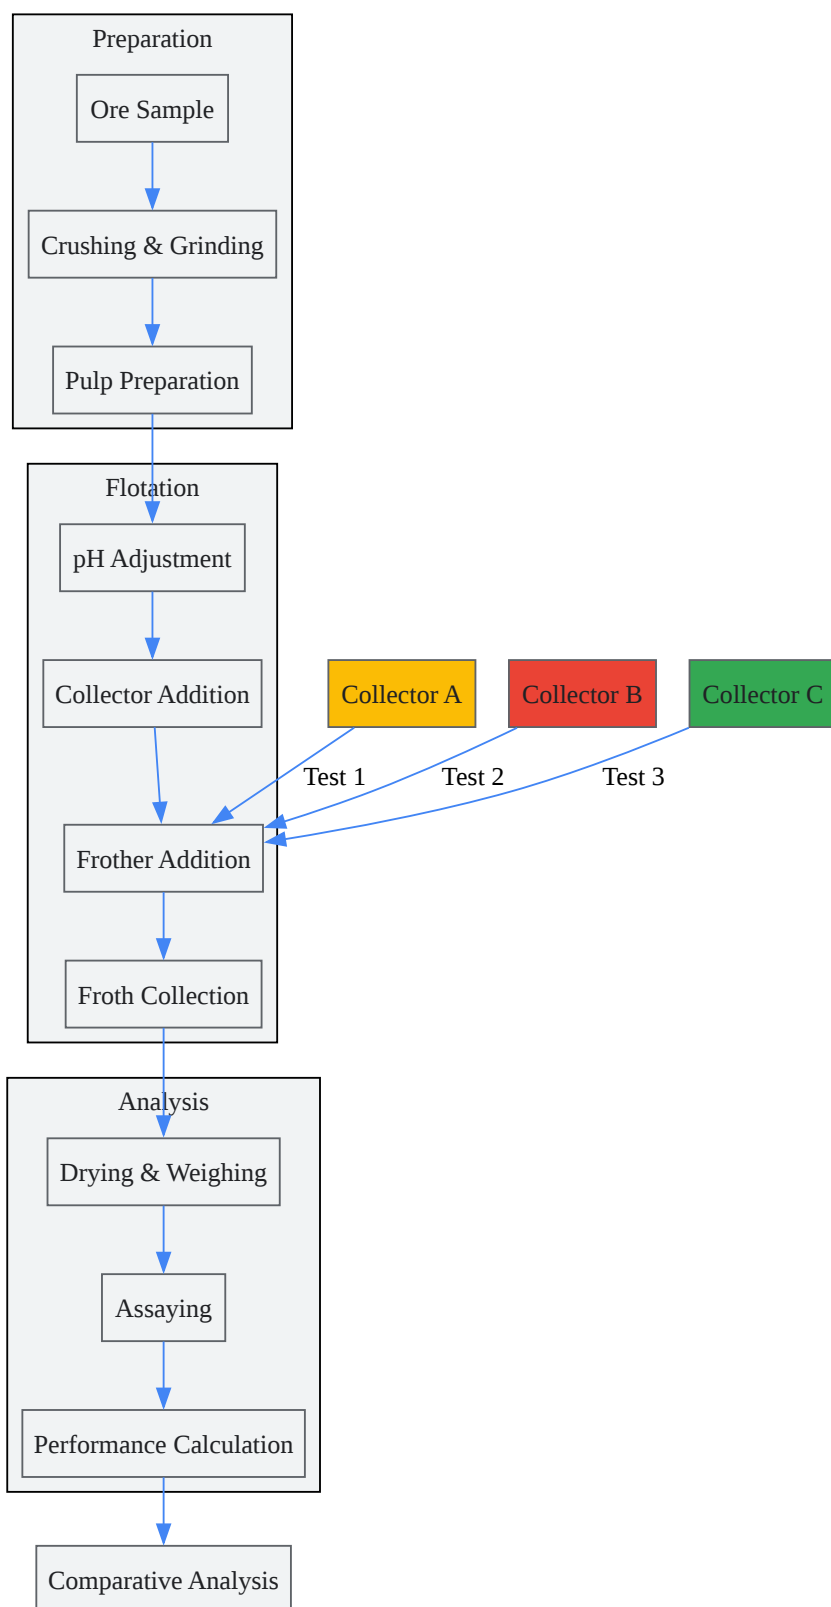 Preparation
Ore Sample
Crushing & Grinding
Pulp Preparation
Flotation
pH Adjustment
Collector Addition
Collector A
Collector B
Collector C
Test 1
Test 2
Test 3
Frother Addition
Froth Collection
Analysis
Drying & Weighing
Assaying
Performance Calculation
Comparative Analysis